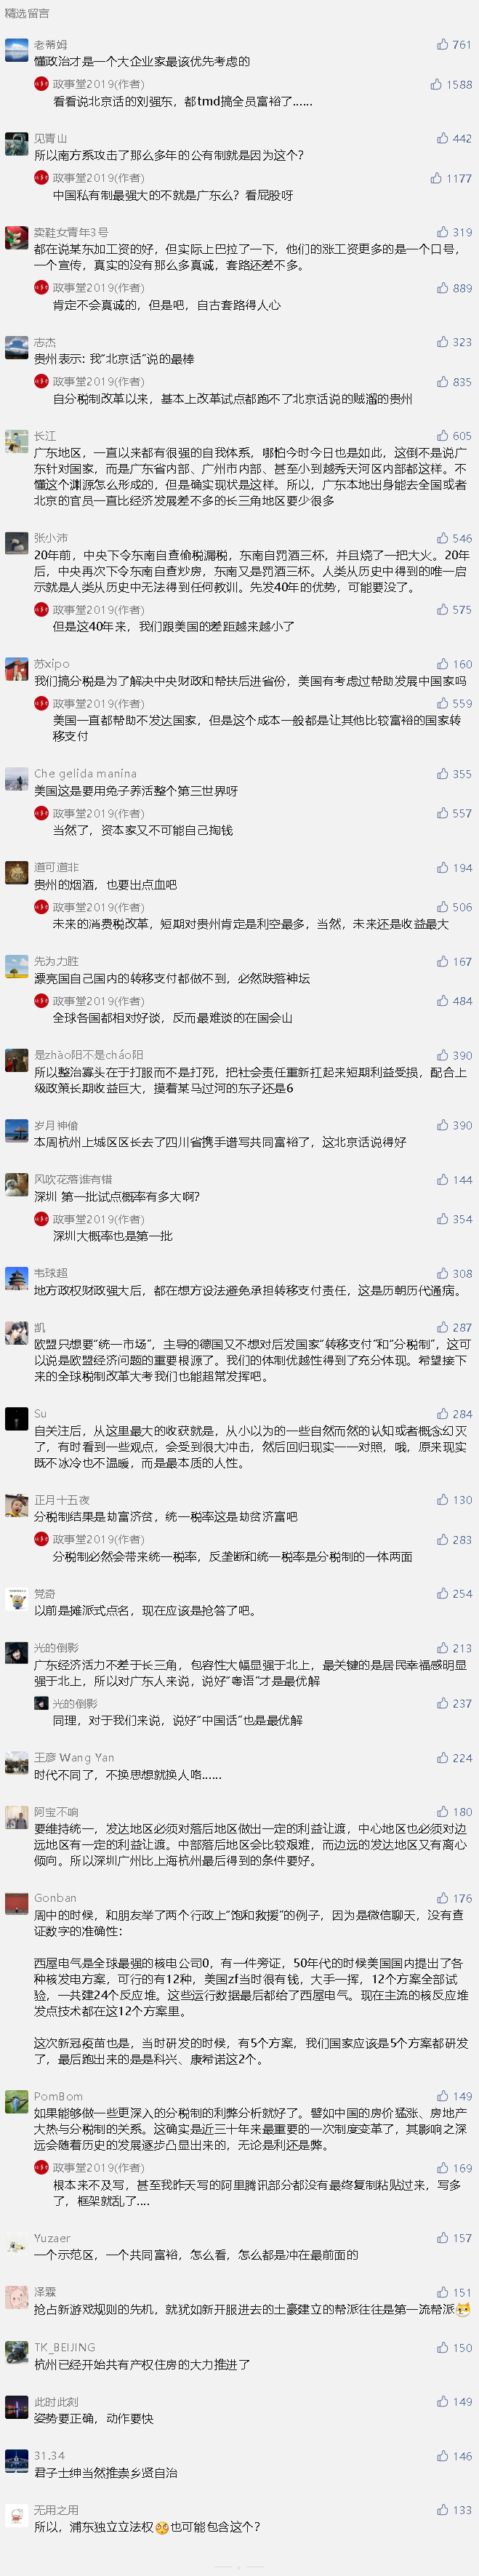 精选留言
老蒂姆
761
懂政治才是一个大企业家最该优先考虑的
政事堂2019(作者)
1588
看看说北京话的刘强东，都tmd搞全员富裕了......
见青山
442
所以南方系攻击了那么多年的公有制就是因为这个？
政事堂2019(作者)
1177
中国私有制最强大的不就是广东么？看屁股呀
卖鞋女青年3号
319
都在说某东加工资的好，但实际上巴拉了一下，他们的涨工资更多的是一个口号，
一个宣传，真实的没有那么多真诚，套路还差不多。
政事堂2019(作者)
889
肯定不会真诚的，但是吧，自古套路得人心
志杰
323
贵州表示：我“北京话”说的最棒
政事堂2019(作者)
835
自分税制改革以来，基本上改革试点都跑不了北京话说的贼溜的贵州
长江
605
广东地区，一直以来都有很强的自我体系，哪怕今时今日也是如此，这倒不是说广
东针对国家，而是广东省内部、广州市内部、甚至小到越秀天河区内部都这样。不
懂这个渊源怎么形成的，但是确实现状是这样。所以，广东本地出身能去全国或者
北京的官员一直比经济发展差不多的长三角地区要少很多
张小沛
546
20年前，中央下令东南自查偷税漏税，东南自罚酒三杯，并且烧了一把大火。20年
后，中央再次下令东南自查炒房，东南又是罚酒三杯。人类从历史中得到的唯一启
示就是人类从历史中无法得到任何教训。先发40年的优势，可能要没了。
政事堂2019(作者)
575
但是这40年来，我们跟美国的差距越来越小了
苏xipo
160
我们搞分税是为了解决中央财政和帮扶后进省份，美国有考虑过帮助发展中国家吗
政事堂2019(作者)
559
美国一直都帮助不发达国家，但是这个成本一般都是让其他比较富裕的国家转
移支付
Che gelida manina
355
美国这是要用兔子养活整个第三世界呀
政事堂2019(作者)
557
当然了，资本家又不可能自己掏钱
道可道非
194
贵州的烟酒，也要出点血吧
政事堂2019(作者)
506
未来的消费税改革，短期对贵州肯定是利空最多，当然，未来还是收益最大
先为力胜
167
漂亮国自己国内的转移支付都做不到，必然跌落神坛
政事堂2019(作者)
484
全球各国都相对好谈，反而最难谈的在国会山
是zhāo阳不是cháo阳
390
所以整治寡头在于打服而不是打死，把社会责任重新扛起来短期利益受损，配合上
级政策长期收益巨大，摸着某马过河的东子还是6
岁月神偷
390
本周杭州上城区区长去了四川省携手谱写共同富裕了，这北京话说得好
风吹花落谁有错
144
深圳 第一批试点概率有多大啊？
政事堂2019(作者)
354
深圳大概率也是第一批
韦球超
308
地方政权财政强大后，都在想方设法避免承担转移支付责任，这是历朝历代通病。
凯
287
欧盟只想要“统一市场”，主导的德国又不想对后发国家“转移支付”和“分税制”，这可
以说是欧盟经济问题的重要根源了。我们的体制优越性得到了充分体现。希望接下
来的全球税制改革大考我们也能超常发挥吧。
Su
284
自关注后，从这里最大的收获就是，从小以为的一些自然而然的认知或者概念幻灭
了，有时看到一些观点，会受到很大冲击，然后回归现实一一对照，哦，原来现实
既不冰冷也不温暖，而是最本质的人性。
正月十五夜
130
分税制结果是劫富济贫，统一税率这是劫贫济富吧
政事堂2019(作者)
283
分税制必然会带来统一税率，反垄断和统一税率是分税制的一体两面
党奇
254
以前是摊派式点名，现在应该是抢答了吧。
光的倒影
213
广东经济活力不差于长三角，包容性大幅显强于北上，最关键的是居民幸福感明显
强于北上，所以对广东人来说，说好“粤语”才是最优解
光的倒影
237
同理，对于我们来说，说好“中国话”也是最优解
王彦 Wang Yan
224
时代不同了，不换思想就换人咯......
阿宝不响
180
要维持统一，发达地区必须对落后地区做出一定的利益让渡，中心地区也必须对边
远地区有一定的利益让渡。中部落后地区会比较艰难，而边远的发达地区又有离心
倾向。所以深圳广州比上海杭州最后得到的条件要好。
Gonban
176
周中的时候，和朋友举了两个行政上“饱和救援”的例子，因为是微信聊天，没有查
证数字的准确性：
西屋电气是全球最强的核电公司0，有一件旁证，50年代的时候美国国内提出了各
种核发电方案，可行的有12种，美国zf当时很有钱，大手一挥，12个方案全部试
验，一共建24个反应堆。这些运行数据最后都给了西屋电气。现在主流的核反应堆
发点技术都在这12个方案里。
这次新冠疫苗也是，当时研发的时候，有5个方案，我们国家应该是5个方案都研发
了，最后跑出来的是是科兴、康希诺这2个。
PomBom
149
如果能够做一些更深入的分税制的利弊分析就好了。譬如中国的房价猛涨、房地产
大热与分税制的关系。这确实是近三十年来最重要的一次制度变革了，其影响之深
远会随着历史的发展逐步凸显出来的，无论是利还是弊。
政事堂2019(作者)
169
根本来不及写，甚至我昨天写的阿里腾讯部分都没有最终复制粘贴过来，写多
了，框架就乱了....
Yuzaer
157
一个示范区，一个共同富裕，怎么看，怎么都是冲在最前面的
泽霖
151
抢占新游戏规则的先机，就犹如新开服进去的土豪建立的帮派往往是第一流帮派
TK_BEIJING
150
杭州已经开始共有产权住房的大力推进了
此时此刻
149
姿势要正确，动作要快
31.34
146
君子士绅当然推崇乡贤自治
无用之用
133
所以，浦东独立立法权也可能包含这个？